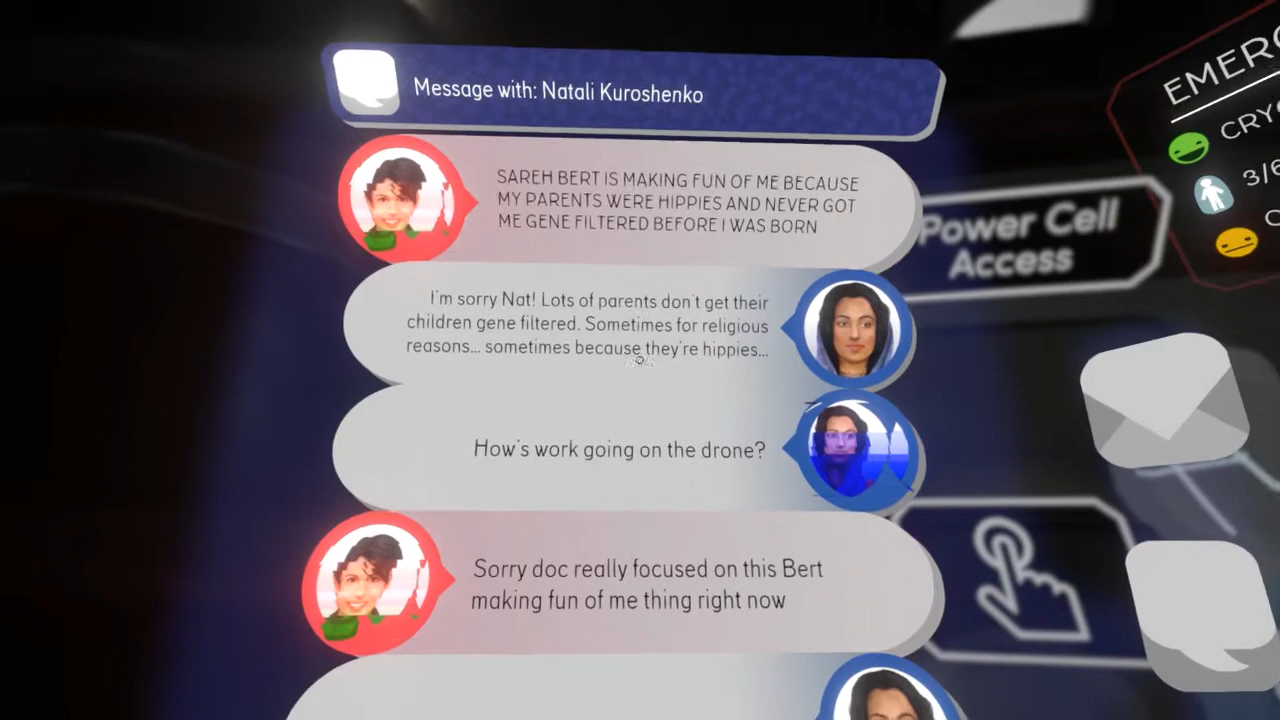 Message with: Natali Kuroshenko
SAREH BERT IS MAKING FUN OF ME BECAUSE
MY PARENTS WERE HIPPIES AND NEVER GOT
ME GENE FILTERED BEFORE I WAS BORN
I'm sorry Nat! Lots of parents don't get their
children gene filtered. Sometimes for religious
reasons... sometimes because they're hippies...
How's work going on the drone?
Sorry doc really focused on this Bert
making fun of me thing right now
Power Cell
Access
3/6